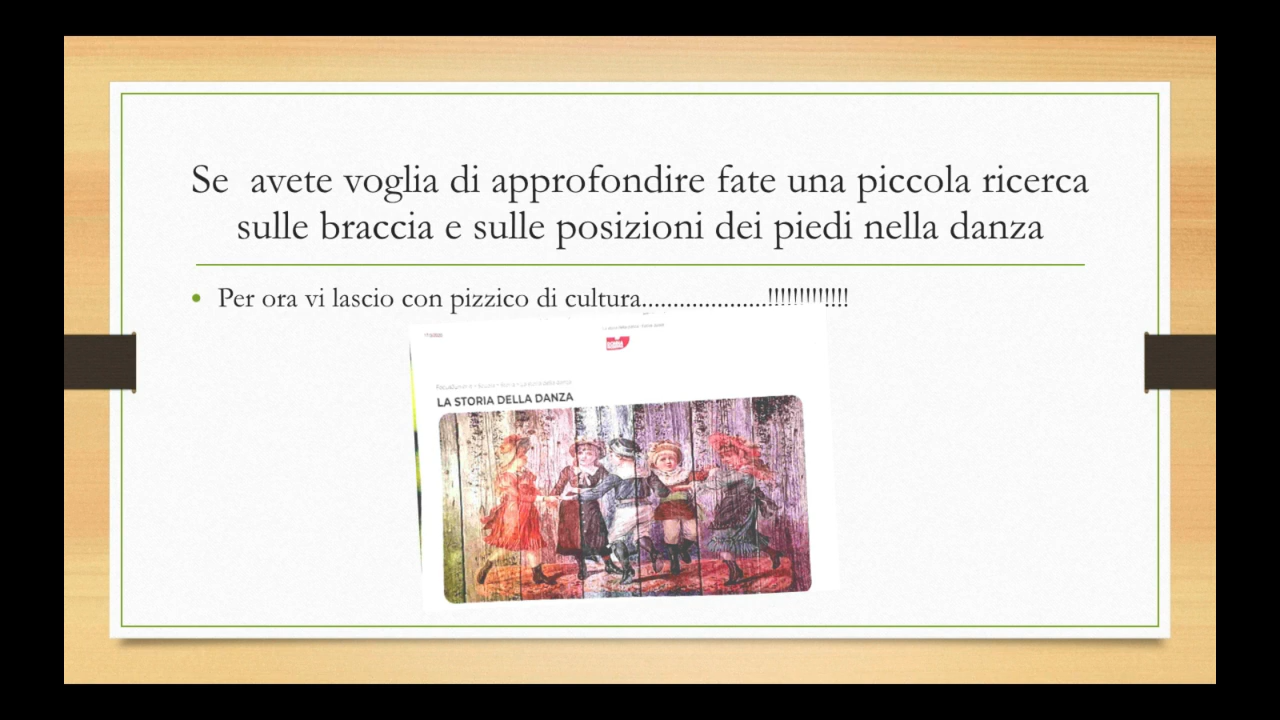 Se avete voglia di approfondire fate una piccola ricerca
sulle braccia e sulle posizioni dei piedi nella danza
• Per ora vi lascio con pizzico di cultura....................!!!!!!!!!!!!!
LA STORIA DELLA DANZA